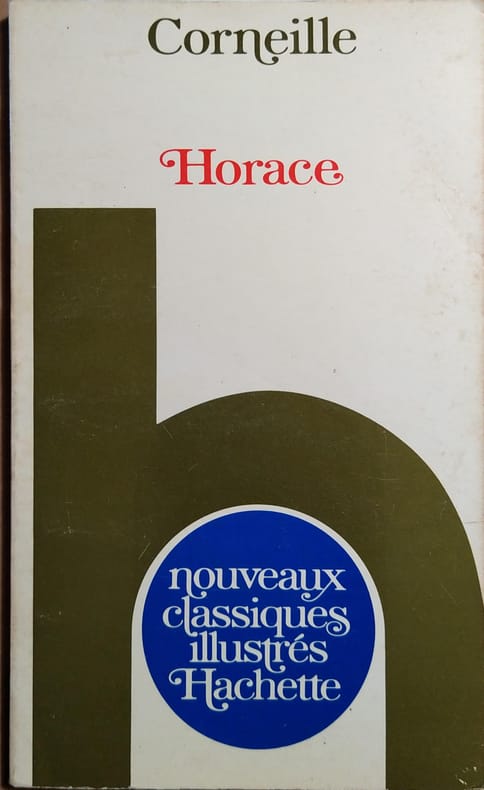 Corneille
Horace
nouveaux
classiques
illustrés
Hachette